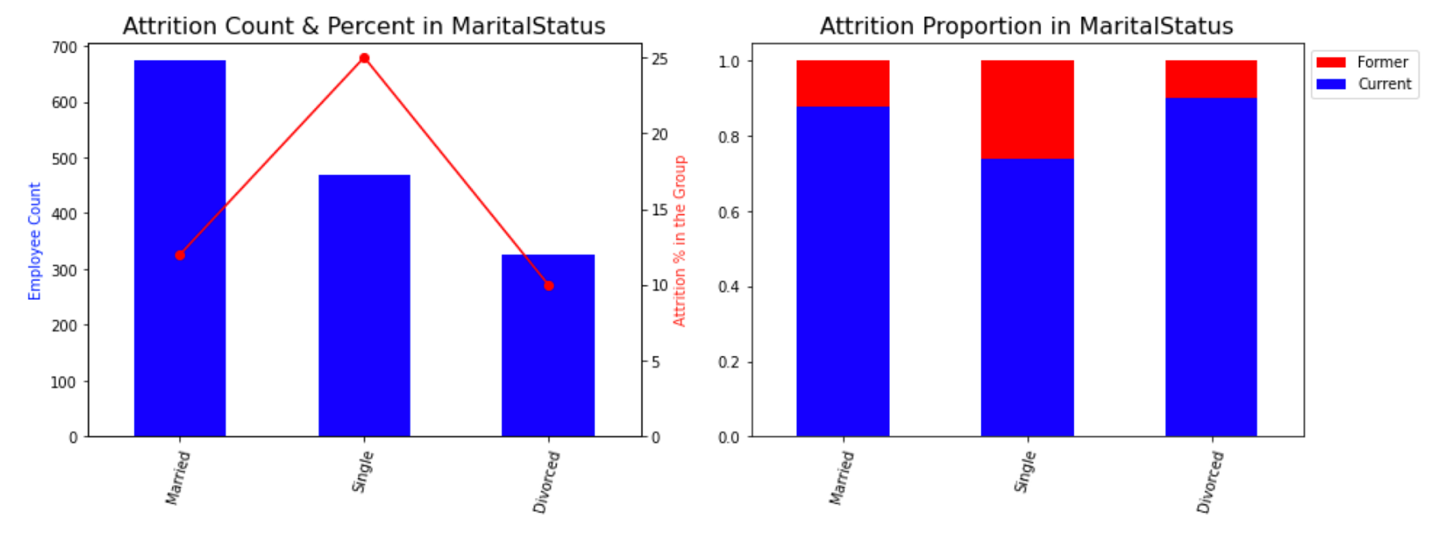 Attrition Count & Percent in MaritalStatus
700
600
500
400
300
200
100
0
Employee Count
25
20
15
10
5
0
Attrition % in the Group
Married
Single
Divorced
Attrition Proportion in MaritalStatus
1.0
0.8
0.6
0.4
0.2
0.0
Married
Single
Divorced
Former
Current